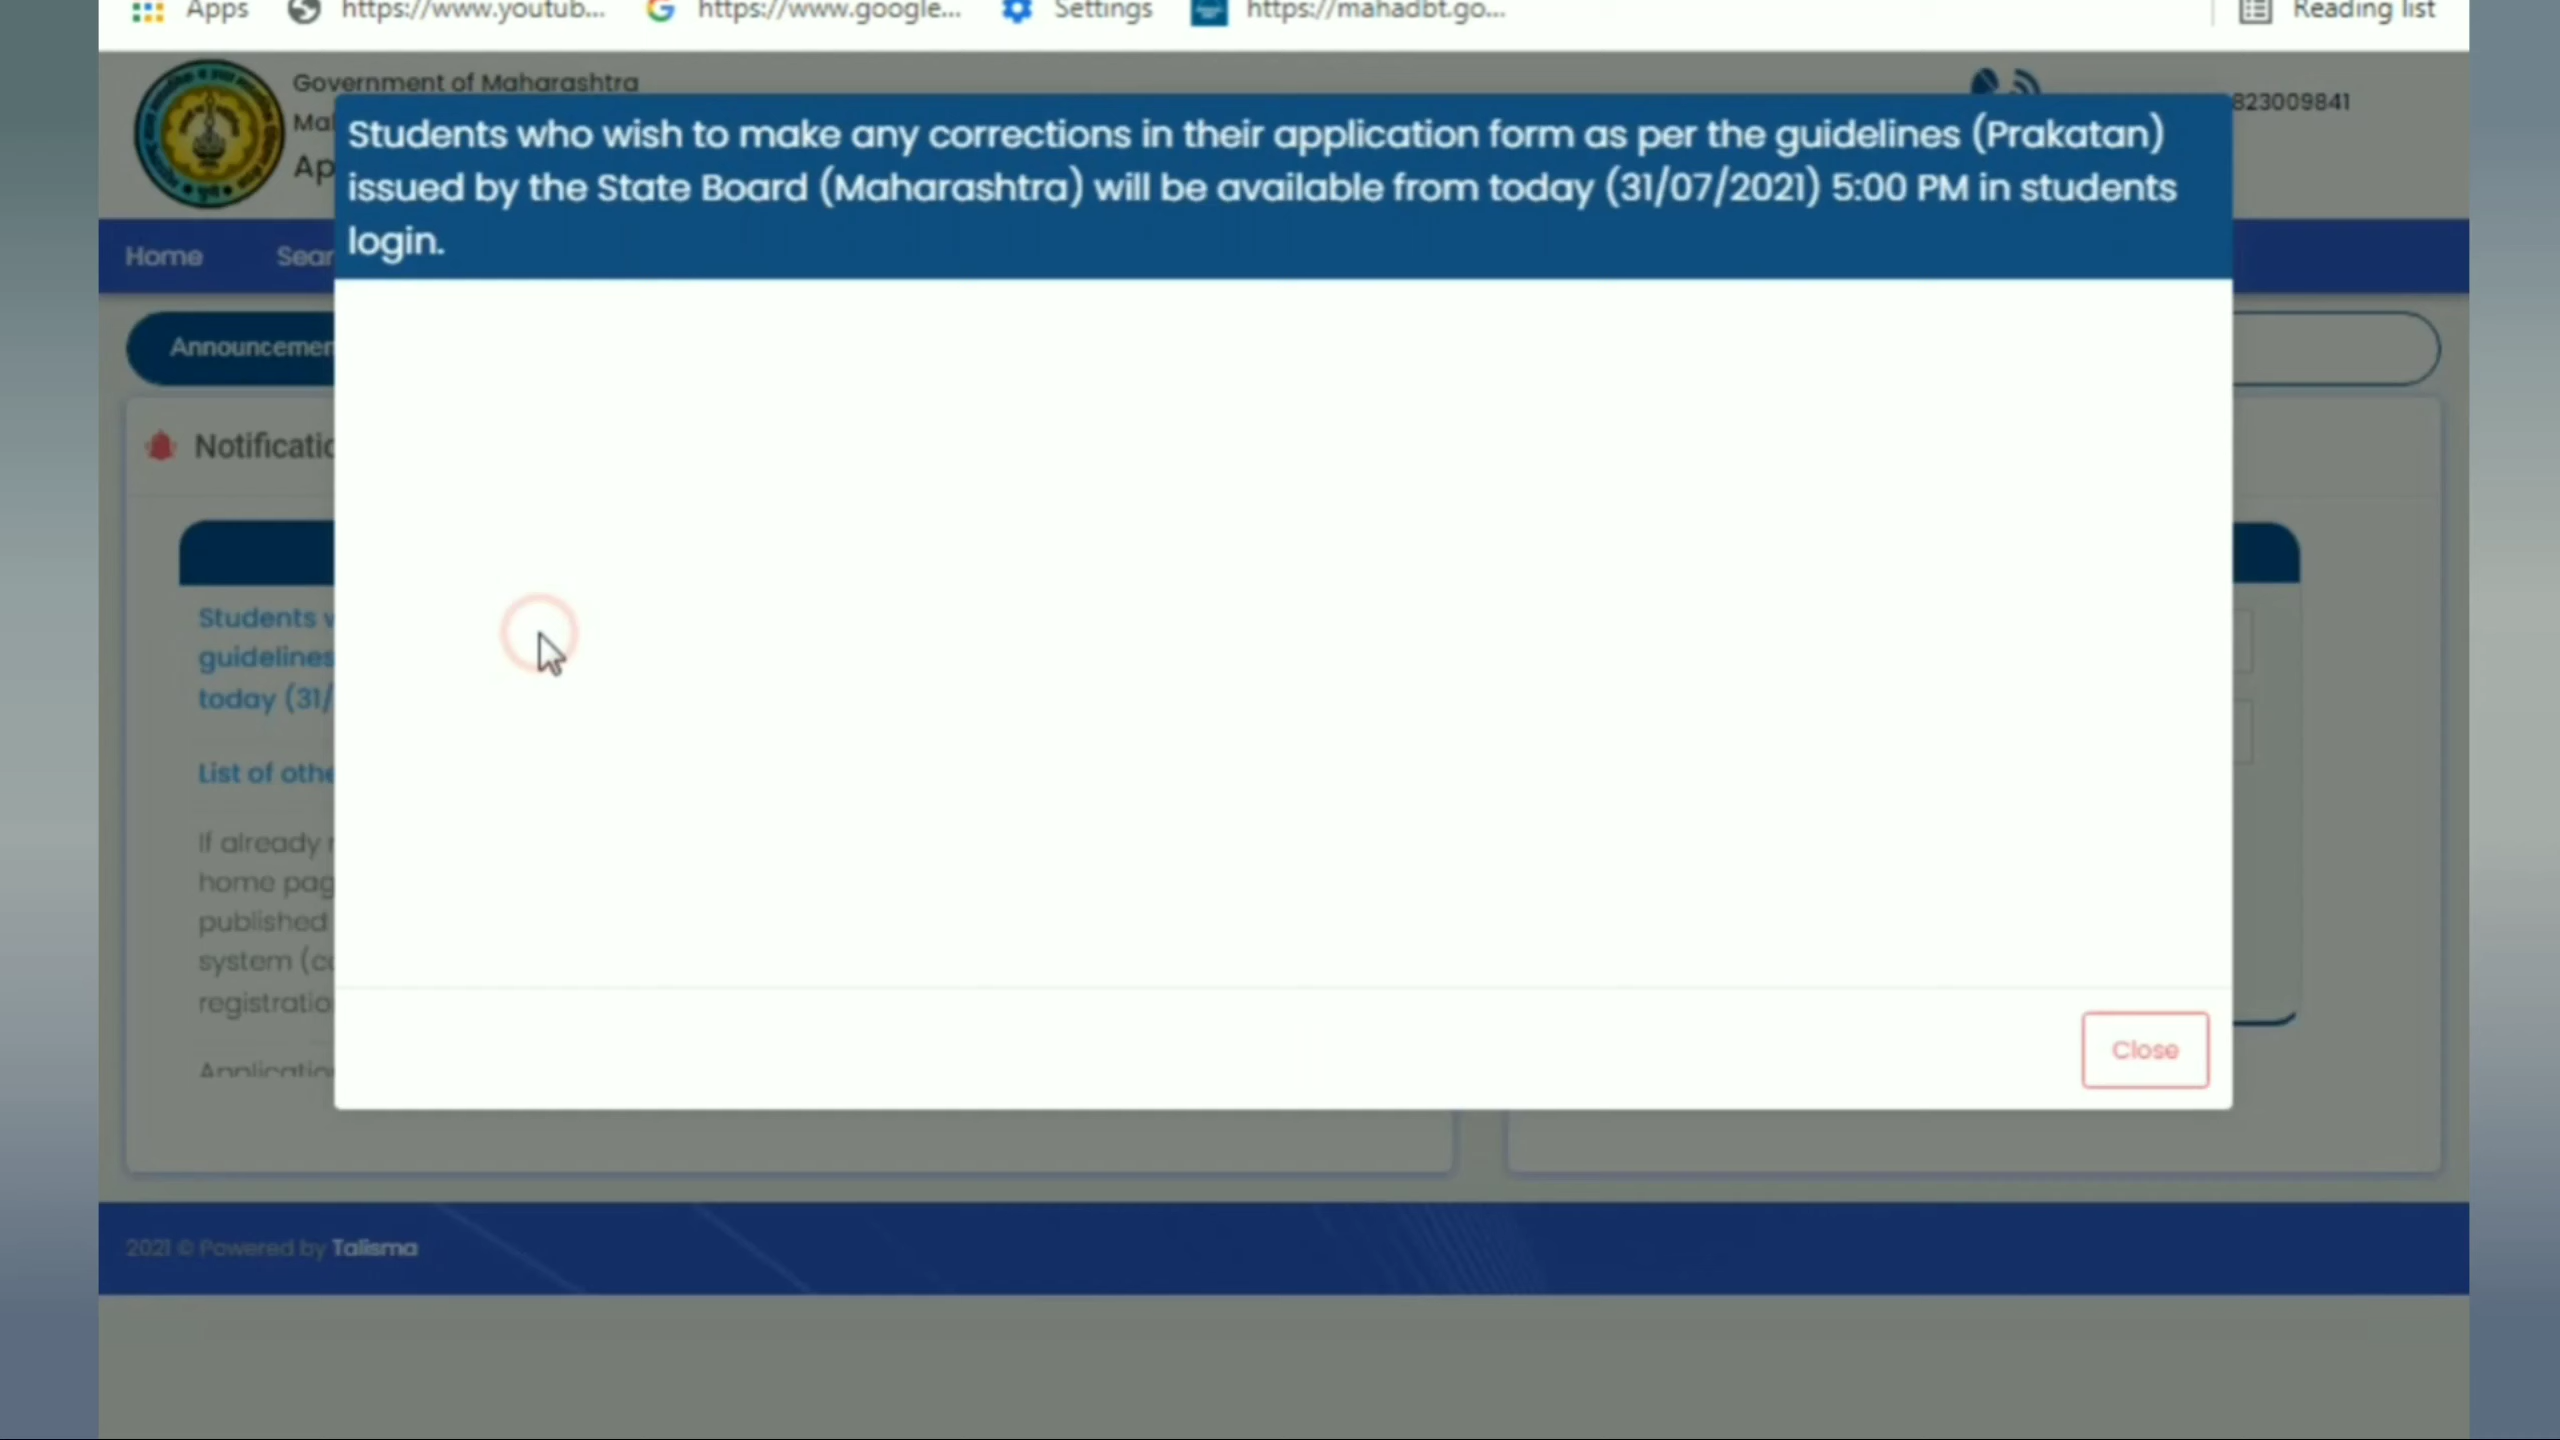 Apps https://www.youtub... https://www.google... Settings https://mahadbt.go... Reading list
Government of Maharashtra
823009841
Students who wish to make any corrections in their application form as per the guidelines (Prakatan)
issued by the State Board (Maharashtra) will be available from today (31/07/2021) 5:00 PM in students
login.
Home
Students
guidelines
today (31/
List of othe
If already
home pag
published
system (co
registratio
Close
2021 © Powered by Talisma